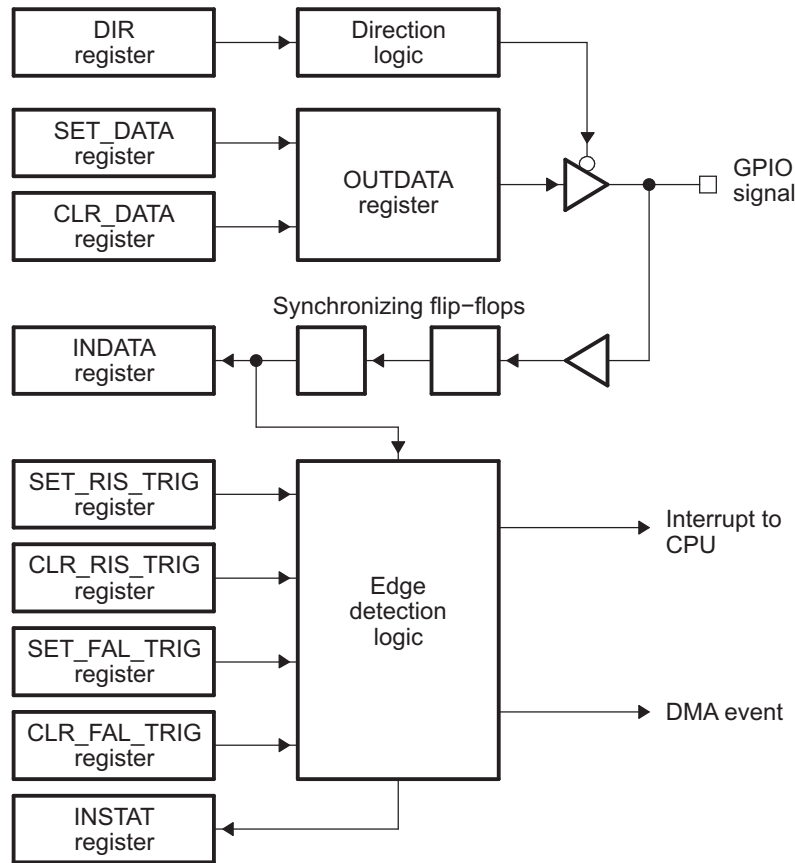 DIR
register
Direction
logic
SET_DATA
register
OUTDATA
register
GPIO
signal
CLR_DATA
register
Synchronizing flip−flops
INDATA
register
SET_RIS_TRIG
register
Interrupt to
CPU
CLR_RIS_TRIG
register
Edge
detection
logic
SET_FAL_TRIG
register
CLR_FAL_TRIG
register
DMA event
INSTAT
register